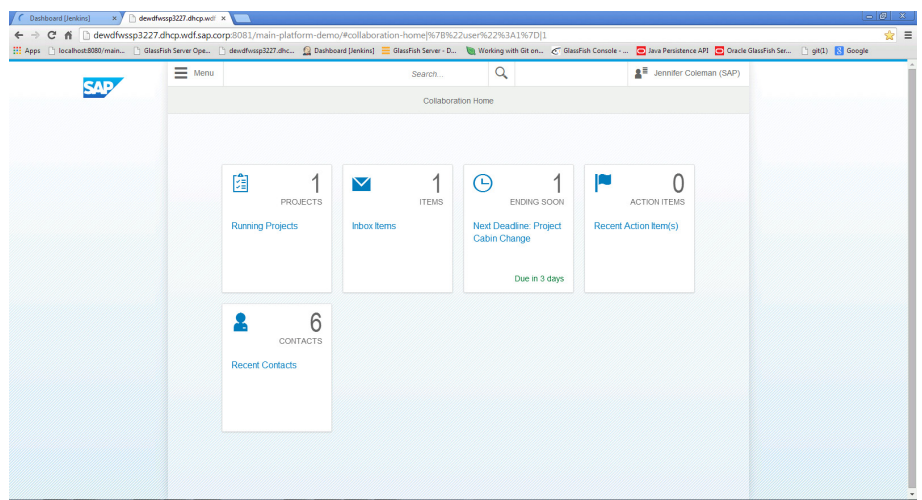 Dashboard [Jenkins]
dewdfwssp3227.dhcp.wdf
dewdfwssp3227.dhcp.wdf.sap.corp:8081/main-platform-demo/#collaboration-home|%7B%22user%22%3A1%7D|1
Apps localhost:8080/main... GlassFish Server Ope... dewdfwssp3227.dhc... Dashboard [Jenkins] GlassFish Server - D... Working with Git on... GlassFish Console - ... Java Persistence API Oracle GlassFish Ser... git(1) Google
SAP
Menu
Search...
Jennifer Coleman (SAP)
Collaboration Home
1
PROJECTS
Running Projects
1
ITEMS
Inbox Items
1
ENDING SOON
Next Deadline: Project
Cabin Change
Due in 3 days
0
ACTION ITEMS
Recent Action Item(s)
6
CONTACTS
Recent Contacts